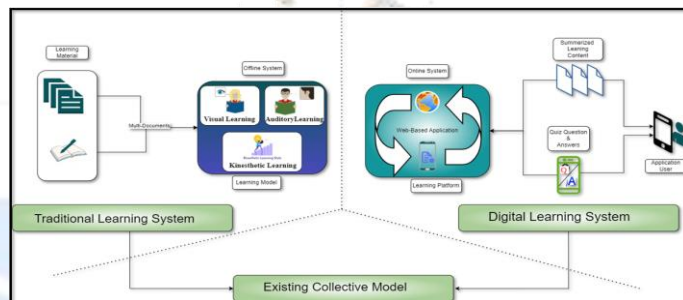 Learning
Material
Multi-Documents
Offline System
Visual Learning
AuditoryLearning
Kinesthetic Learning
Learning Model
Traditional Learning System
Online System
Web-Based Application
Learning Platform
Summarized
Learning
Content
Quiz Question
&
Answers
Q
A
Application
User
Digital Learning System
Existing Collective Model